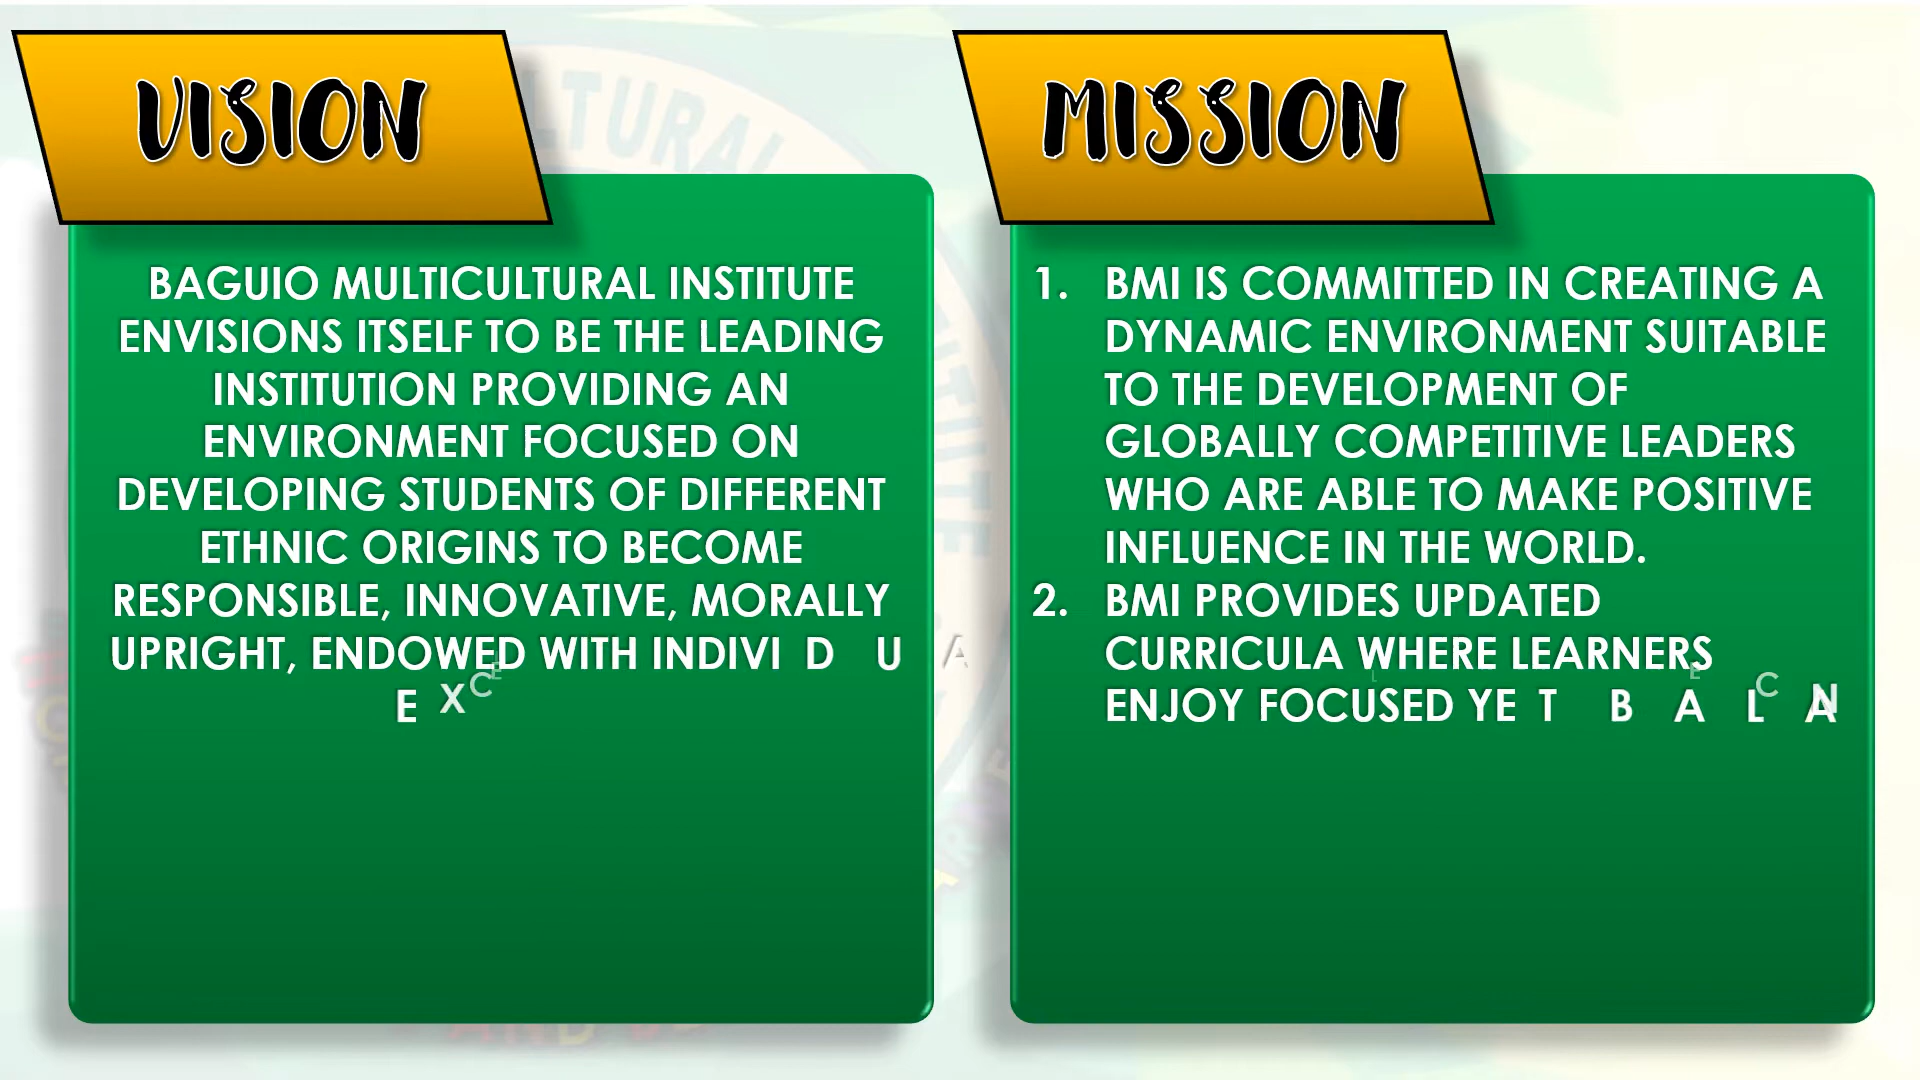 VISION
BAGUIO MULTICULTURAL INSTITUTE
ENVISIONS ITSELF TO BE THE LEADING
INSTITUTION PROVIDING AN
ENVIRONMENT FOCUSED ON
DEVELOPING STUDENTS OF DIFFERENT
ETHNIC ORIGINS TO BECOME
RESPONSIBLE, INNOVATIVE, MORALLY
UPRIGHT, ENDOWED WITH INDIVI D U A
E X C E
MISSION
1. BMI IS COMMITTED IN CREATING A
DYNAMIC ENVIRONMENT SUITABLE
TO THE DEVELOPMENT OF
GLOBALLY COMPETITIVE LEADERS
WHO ARE ABLE TO MAKE POSITIVE
INFLUENCE IN THE WORLD.
2. BMI PROVIDES UPDATED
CURRICULA WHERE LEARNERS
ENJOY FOCUSED YE T B A L A N C E